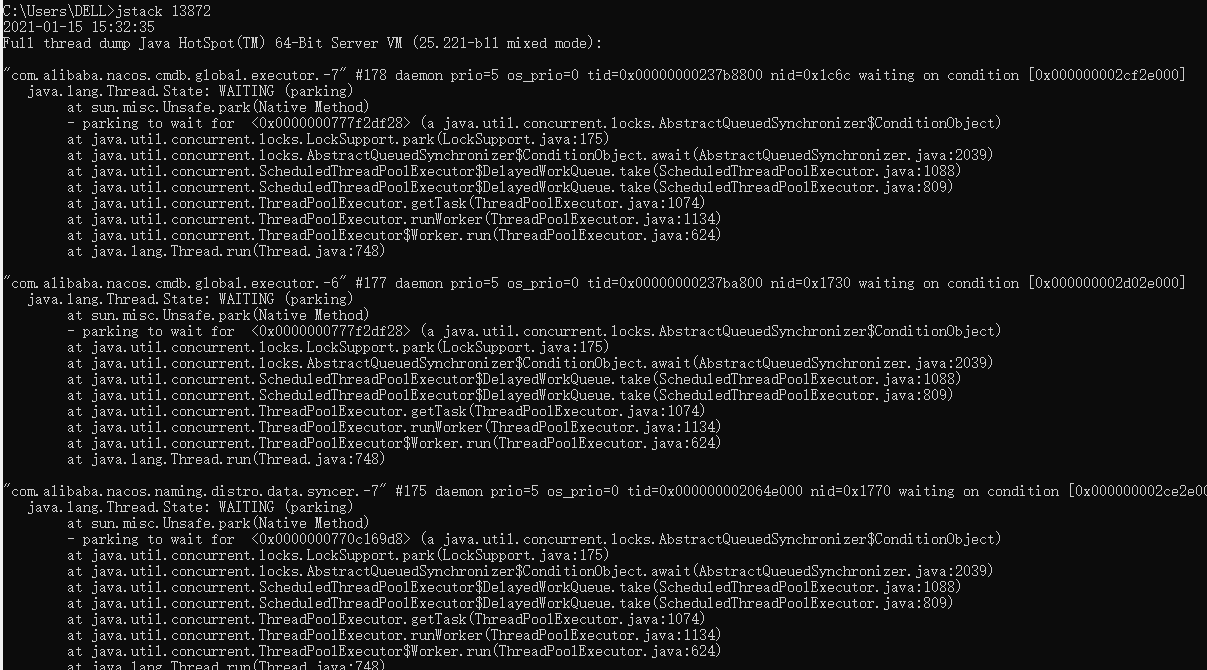 C:\Users\DELL>jstack 13872
2021-01-15 15:32:35
Full thread dump Java HotSpot(TM) 64-Bit Server VM (25.221-b11 mixed mode):
"com.alibaba.nacos.cmdb.global.executor.-7" #178 daemon prio=5 os_prio=0 tid=0x00000000237b8800 nid=0x1c6c waiting on condition [0x000000002cf2e000]
java.lang.Thread.State: WAITING (parking)
at sun.misc.Unsafe.park(Native Method)
- parking to wait for <0x0000000777f2df28> (a java.util.concurrent.locks.AbstractQueuedSynchronizer$ConditionObject)
at java.util.concurrent.locks.LockSupport.park(LockSupport.java:175)
at java.util.concurrent.locks.AbstractQueuedSynchronizer$ConditionObject.await(AbstractQueuedSynchronizer.java:2039)
at java.util.concurrent.ScheduledThreadPoolExecutor$DelayedWorkQueue.take(ScheduledThreadPoolExecutor.java:1088)
at java.util.concurrent.ScheduledThreadPoolExecutor$DelayedWorkQueue.take(ScheduledThreadPoolExecutor.java:809)
at java.util.concurrent.ThreadPoolExecutor.getTask(ThreadPoolExecutor.java:1074)
at java.util.concurrent.ThreadPoolExecutor.runWorker(ThreadPoolExecutor.java:1134)
at java.util.concurrent.ThreadPoolExecutor$Worker.run(ThreadPoolExecutor.java:624)
at java.lang.Thread.run(Thread.java:748)
"com.alibaba.nacos.cmdb.global.executor.-6" #177 daemon prio=5 os_prio=0 tid=0x00000000237ba800 nid=0x1730 waiting on condition [0x000000002d02e000]
java.lang.Thread.State: WAITING (parking)
at sun.misc.Unsafe.park(Native Method)
- parking to wait for <0x0000000777f2df28> (a java.util.concurrent.locks.AbstractQueuedSynchronizer$ConditionObject)
at java.util.concurrent.locks.LockSupport.park(LockSupport.java:175)
at java.util.concurrent.locks.AbstractQueuedSynchronizer$ConditionObject.await(AbstractQueuedSynchronizer.java:2039)
at java.util.concurrent.ScheduledThreadPoolExecutor$DelayedWorkQueue.take(ScheduledThreadPoolExecutor.java:1088)
at java.util.concurrent.ScheduledThreadPoolExecutor$DelayedWorkQueue.take(ScheduledThreadPoolExecutor.java:809)
at java.util.concurrent.ThreadPoolExecutor.getTask(ThreadPoolExecutor.java:1074)
at java.util.concurrent.ThreadPoolExecutor.runWorker(ThreadPoolExecutor.java:1134)
at java.util.concurrent.ThreadPoolExecutor$Worker.run(ThreadPoolExecutor.java:624)
at java.lang.Thread.run(Thread.java:748)
"com.alibaba.nacos.naming.distro.data.syncer.-7" #175 daemon prio=5 os_prio=0 tid=0x000000002064e000 nid=0x1770 waiting on condition [0x000000002ce2e00
java.lang.Thread.State: WAITING (parking)
at sun.misc.Unsafe.park(Native Method)
- parking to wait for <0x0000000770c169d8> (a java.util.concurrent.locks.AbstractQueuedSynchronizer$ConditionObject)
at java.util.concurrent.locks.LockSupport.park(LockSupport.java:175)
at java.util.concurrent.locks.AbstractQueuedSynchronizer$ConditionObject.await(AbstractQueuedSynchronizer.java:2039)
at java.util.concurrent.ScheduledThreadPoolExecutor$DelayedWorkQueue.take(ScheduledThreadPoolExecutor.java:1088)
at java.util.concurrent.ScheduledThreadPoolExecutor$DelayedWorkQueue.take(ScheduledThreadPoolExecutor.java:809)
at java.util.concurrent.ThreadPoolExecutor.getTask(ThreadPoolExecutor.java:1074)
at java.util.concurrent.ThreadPoolExecutor.runWorker(ThreadPoolExecutor.java:1134)
at java.util.concurrent.ThreadPoolExecutor$Worker.run(ThreadPoolExecutor.java:624)
at java.lang.Thread.run(Thread.java:748)